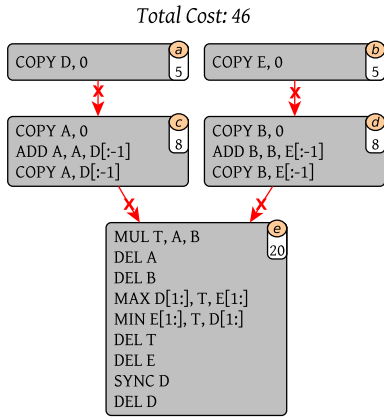 Total Cost: 46
a
COPY D, 0
5
b
COPY E, 0
5
x
x
c
COPY A, 0
8
ADD A, A, D[:-1]
COPY A, D[:-1]
d
COPY B, 0
8
ADD B, B, E[:-1]
COPY B, E[:-1]
x
x
e
MUL T, A, B
20
DEL A
DEL B
MAX D[1:], T, E[1:]
MIN E[1:], T, D[1:]
DEL T
DEL E
SYNC D
DEL D